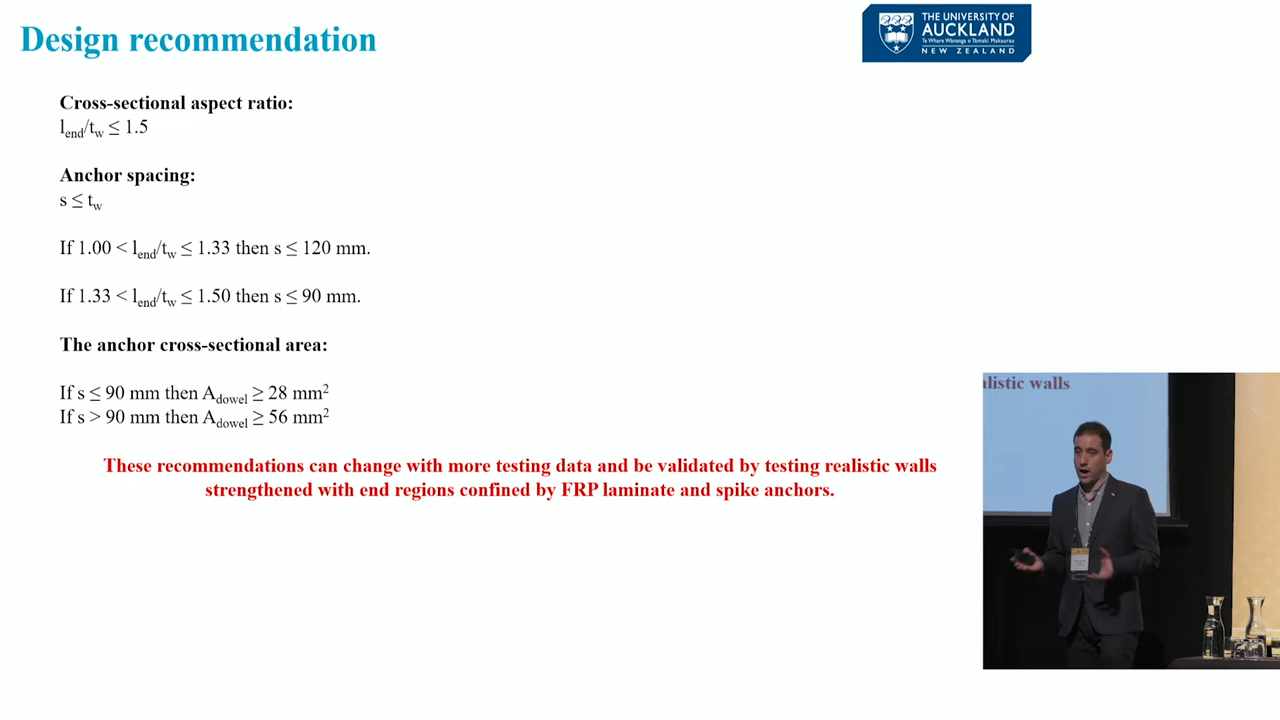 Design recommendation
THE UNIVERSITY OF
AUCKLAND
Te Whare Wānanga o Tāmaki Makaurau
NEW ZEALAND
Cross-sectional aspect ratio:
l_end/t_w ≤ 1.5
Anchor spacing:
s ≤ t_w
If 1.00 < l_end/t_w ≤ 1.33 then s ≤ 120 mm.
If 1.33 < l_end/t_w ≤ 1.50 then s ≤ 90 mm.
The anchor cross-sectional area:
If s ≤ 90 mm then A_dowel ≥ 28 mm²
If s > 90 mm then A_dowel ≥ 56 mm²
These recommendations can change with more testing data and be validated by testing realistic walls
strengthened with end regions confined by FRP laminate and spike anchors.
alistic walls